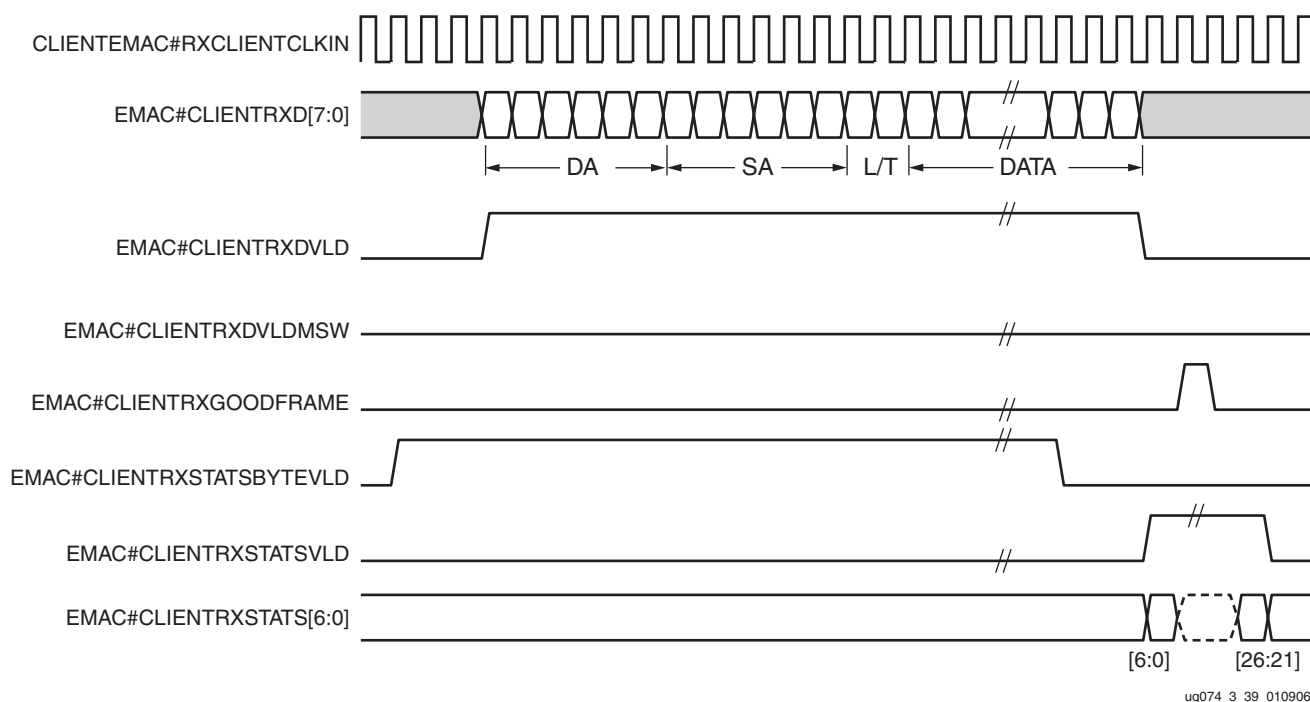 CLIENTEMAC#RXCLIENTCLKIN
EMAC#CLIENTRXD[7:0]
DA SA L/T DATA
EMAC#CLIENTRXDVLD
EMAC#CLIENTRXDVLDMSW
EMAC#CLIENTRXGOODFRAME
EMAC#CLIENTRXSTATSBYTEVLD
EMAC#CLIENTRXSTATSVLD
EMAC#CLIENTRXSTATS[6:0]
[6:0] [26:21]
ug074_3_39_010906